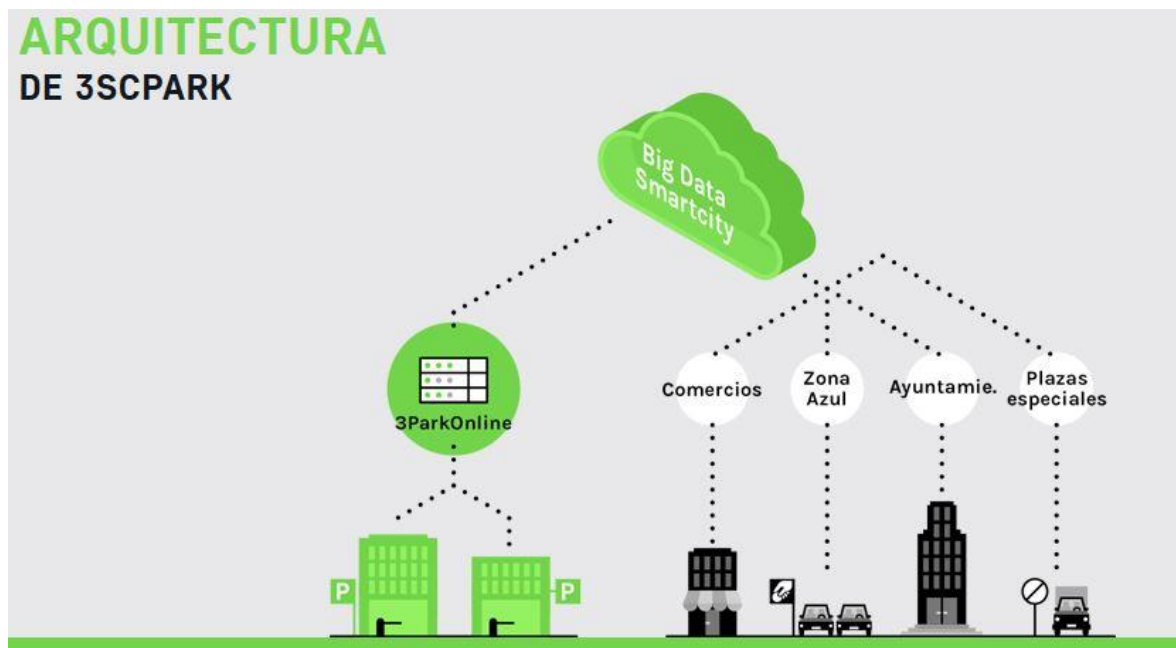 ARQUITECTURA
DE 3SCPARK
Big Data
Smartcity
3ParkOnline
Comercios
Zona
Azul
Ayuntamie.
Plazas
especiales
P
P